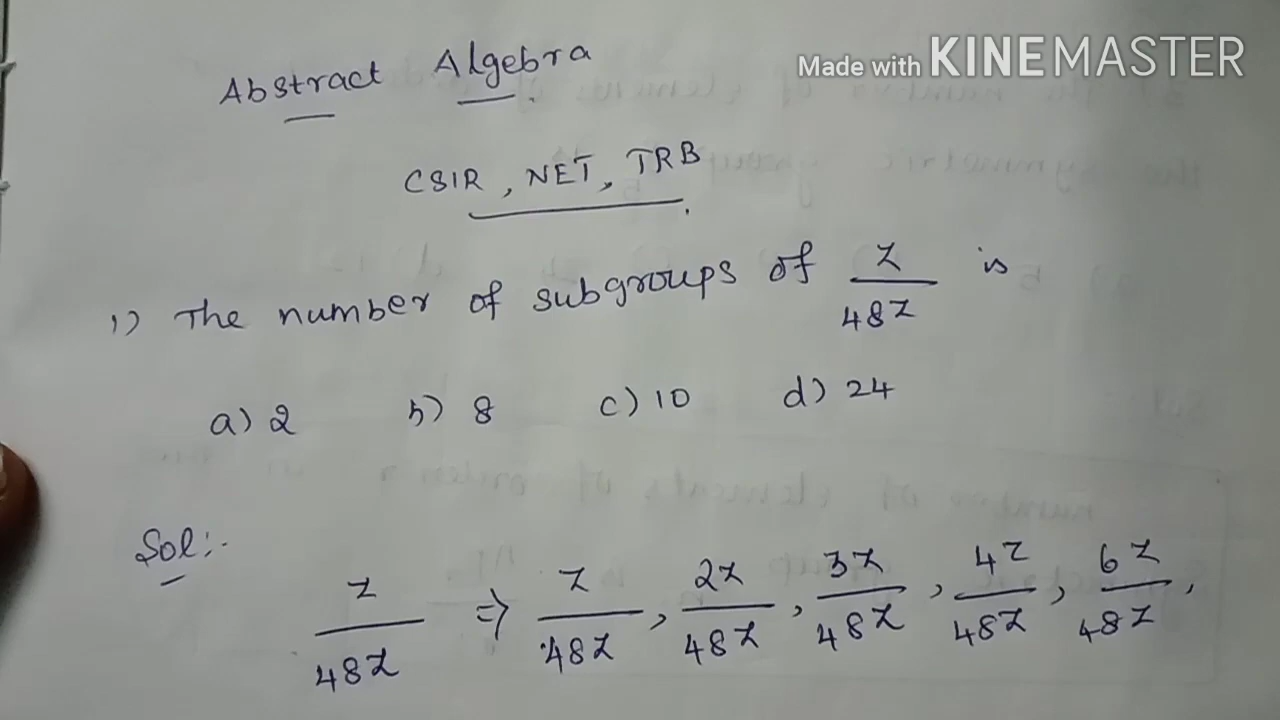 Made with KINEMASTER
Abstract Algebra
CSIR, NET, TRB
1) The number of subgroups of Z/48Z is
a) 2 b) 8 c) 10 d) 24
Sol:-
Z/48Z ⇒ Z/48Z, 2Z/48Z, 3Z/48Z, 4Z/48Z, 6Z/48Z,